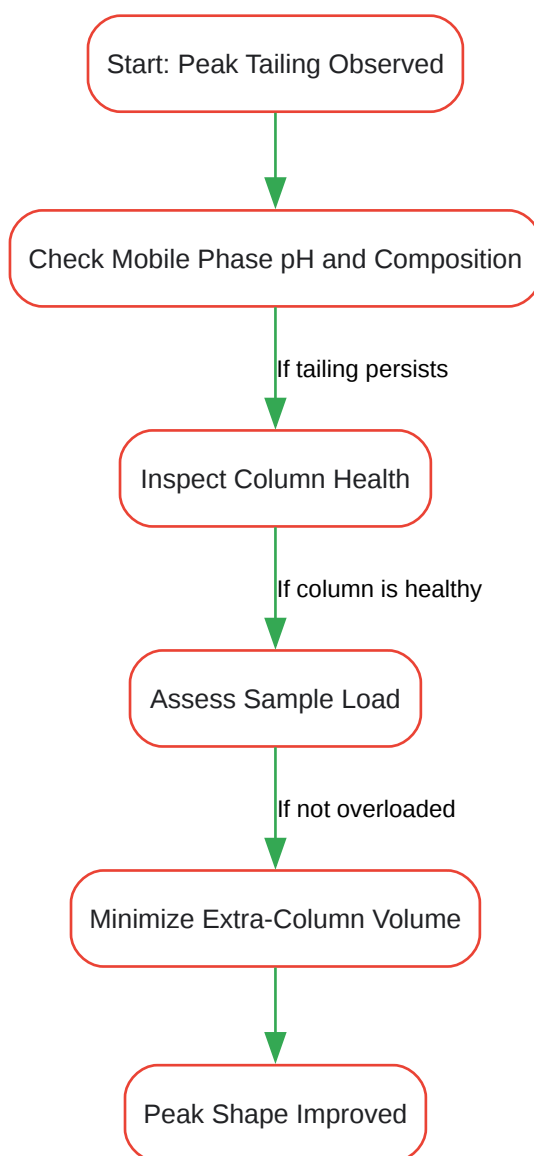 Start: Peak Tailing Observed
Check Mobile Phase pH and Composition
If tailing persists
Inspect Column Health
If column is healthy
Assess Sample Load
If not overloaded
Minimize Extra-Column Volume
Peak Shape Improved